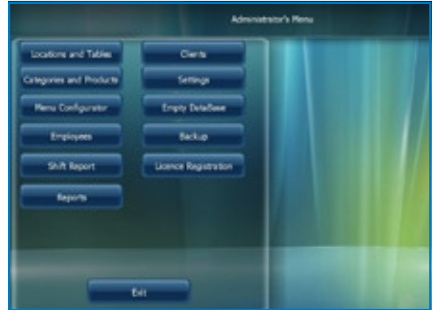 Administrator's Menu
Locations and Tables
Clients
Categories and Products
Settings
Menu Configurator
Empty DataBase
Employees
Backup
Shift Report
Licence Registration
Reports
Exit